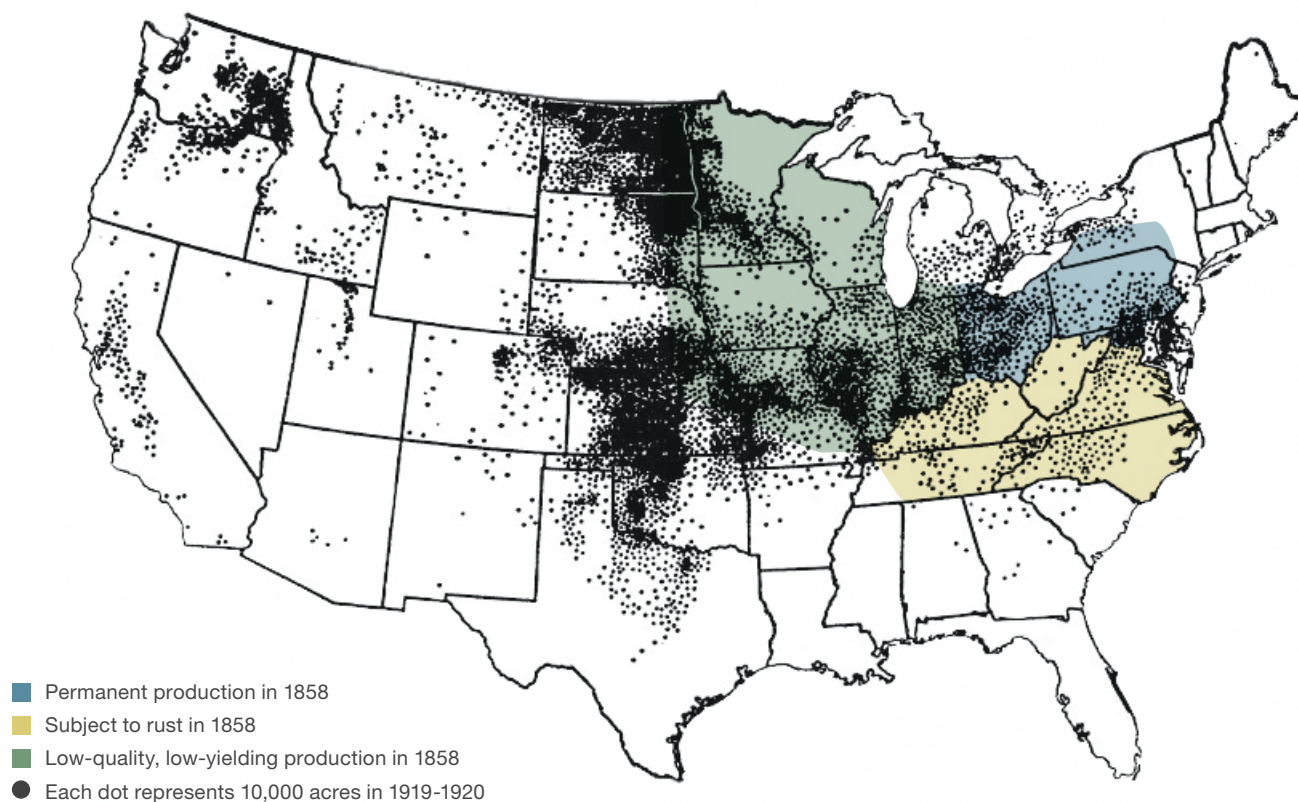 Permanent production in 1858
Subject to rust in 1858
Low-quality, low-yielding production in 1858
Each dot represents 10,000 acres in 1919-1920